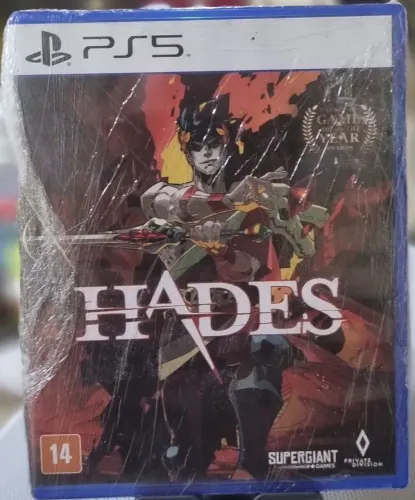 PS5
GAME
OF THE
YEAR
HADES
14
SUPERGIANT
GAMES
PRIVATE
DIVISION